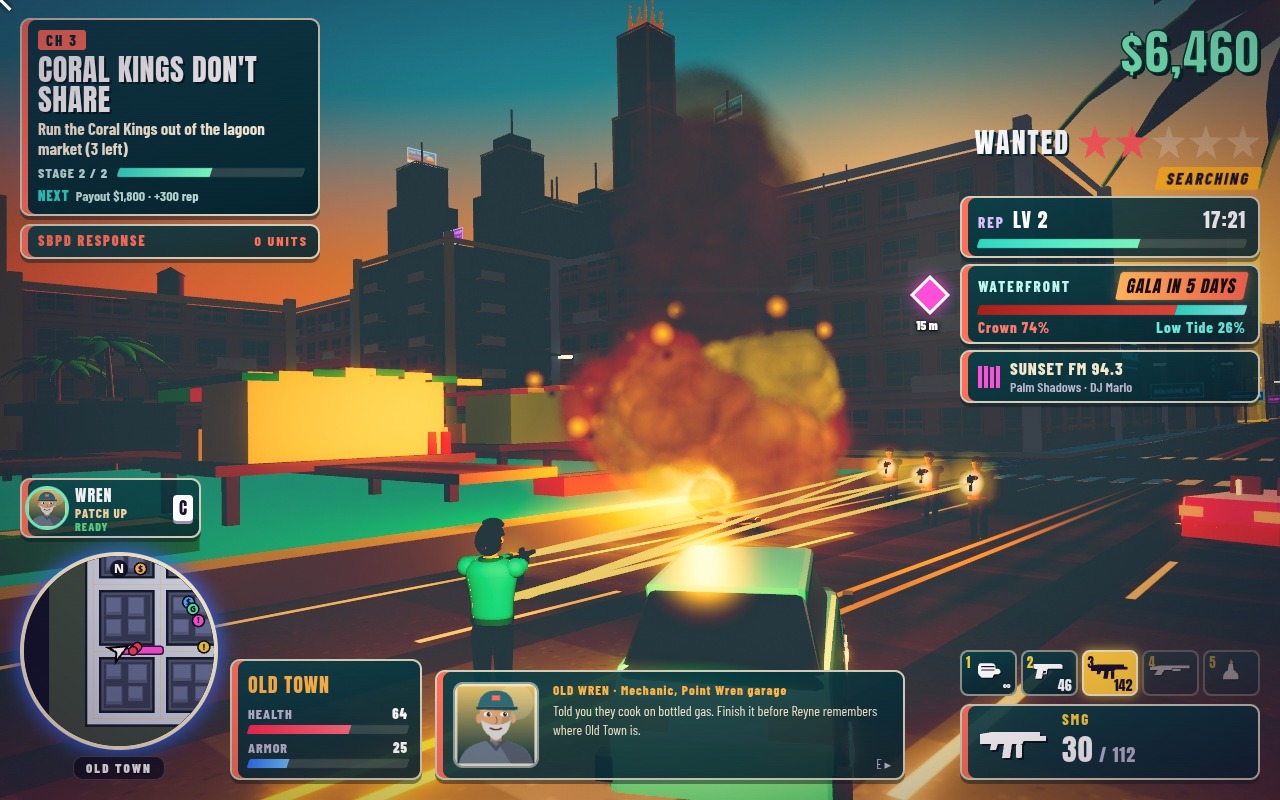 CH 3
CORAL KINGS DON'T
SHARE
Run the Coral Kings out of the lagoon
market (3 left)
STAGE 2 / 2
NEXT Payout $1,800 · +300 rep
SBPD RESPONSE 0 UNITS
$6,460
WANTED
SEARCHING
REP LV 2 17:21
WATERFRONT GALA IN 5 DAYS
Crown 74% Low Tide 26%
SUNSET FM 94.3
Palm Shadows · DJ Marlo
15 m
WREN
PATCH UP
READY
C
N
OLD TOWN
OLD TOWN
HEALTH 64
ARMOR 25
OLD WREN · Mechanic, Point Wren garage
Told you they cook on bottled gas. Finish it before Reyne remembers
where Old Town is.
E ▶
1 ∞
2 46
3 142
4
5
SMG
30 / 112